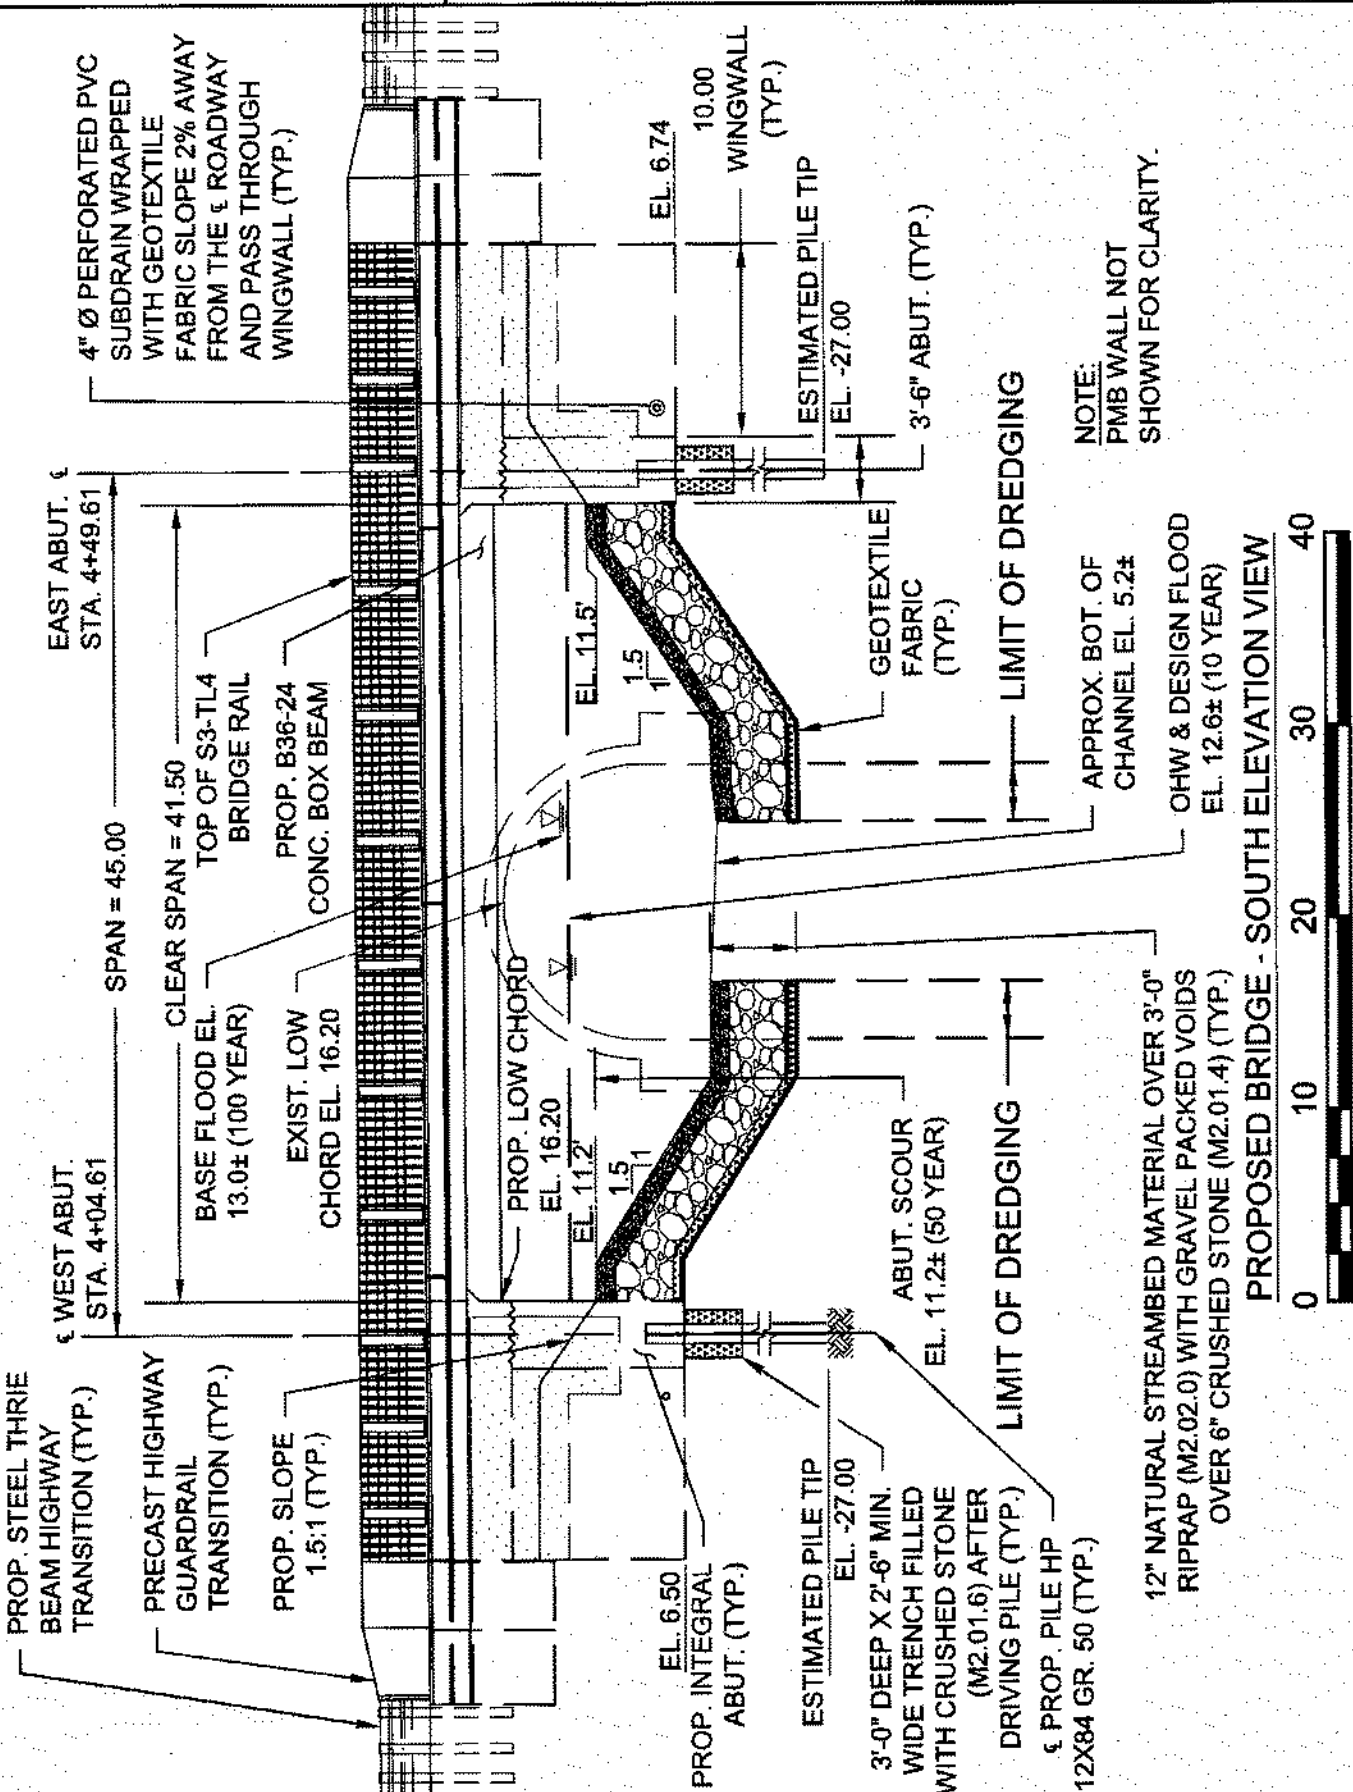 PROP. STEEL THRIE
BEAM HIGHWAY
TRANSITION (TYP.)
PRECAST HIGHWAY
GUARDRAIL
TRANSITION (TYP.)
PROP. SLOPE
1.5:1 (TYP.)
℄ WEST ABUT.
STA. 4+04.61
SPAN = 45.00
EAST ABUT. ℄
STA. 4+49.61
CLEAR SPAN = 41.50
BASE FLOOD EL.
13.0± (100 YEAR)
TOP OF S3-TL4
BRIDGE RAIL
EXIST. LOW
CHORD EL. 16.20
PROP. B36-24
CONC. BOX BEAM
4" Ø PERFORATED PVC
SUBDRAIN WRAPPED
WITH GEOTEXTILE
FABRIC SLOPE 2% AWAY
FROM THE ℄ ROADWAY
AND PASS THROUGH
WINGWALL (TYP.)
PROP. LOW CHORD
EL. 16.20
EL. 11.2'
1.5
1
EL. 11.5'
1.5
1
EL. 6.74
10.00
WINGWALL
(TYP.)
EL. 6.50
PROP. INTEGRAL
ABUT. (TYP.)
ESTIMATED PILE TIP
EL. -27.00
3'-0" DEEP X 2'-6" MIN.
WIDE TRENCH FILLED
WITH CRUSHED STONE
(M2.01.6) AFTER
DRIVING PILE (TYP.)
℄ PROP. PILE HP
12X84 GR. 50 (TYP.)
ABUT. SCOUR
EL. 11.2± (50 YEAR)
LIMIT OF DREDGING
ESTIMATED PILE TIP
EL. -27.00
3'-6" ABUT. (TYP.)
GEOTEXTILE
FABRIC
(TYP.)
LIMIT OF DREDGING
APPROX. BOT. OF
CHANNEL EL. 5.2±
OHW & DESIGN FLOOD
EL. 12.6± (10 YEAR)
NOTE:
PMB WALL NOT
SHOWN FOR CLARITY.
12" NATURAL STREAMBED MATERIAL OVER 3'-0"
RIPRAP (M2.02.0) WITH GRAVEL PACKED VOIDS
OVER 6" CRUSHED STONE (M2.01.4) (TYP.)
PROPOSED BRIDGE - SOUTH ELEVATION VIEW
0 10 20 30 40